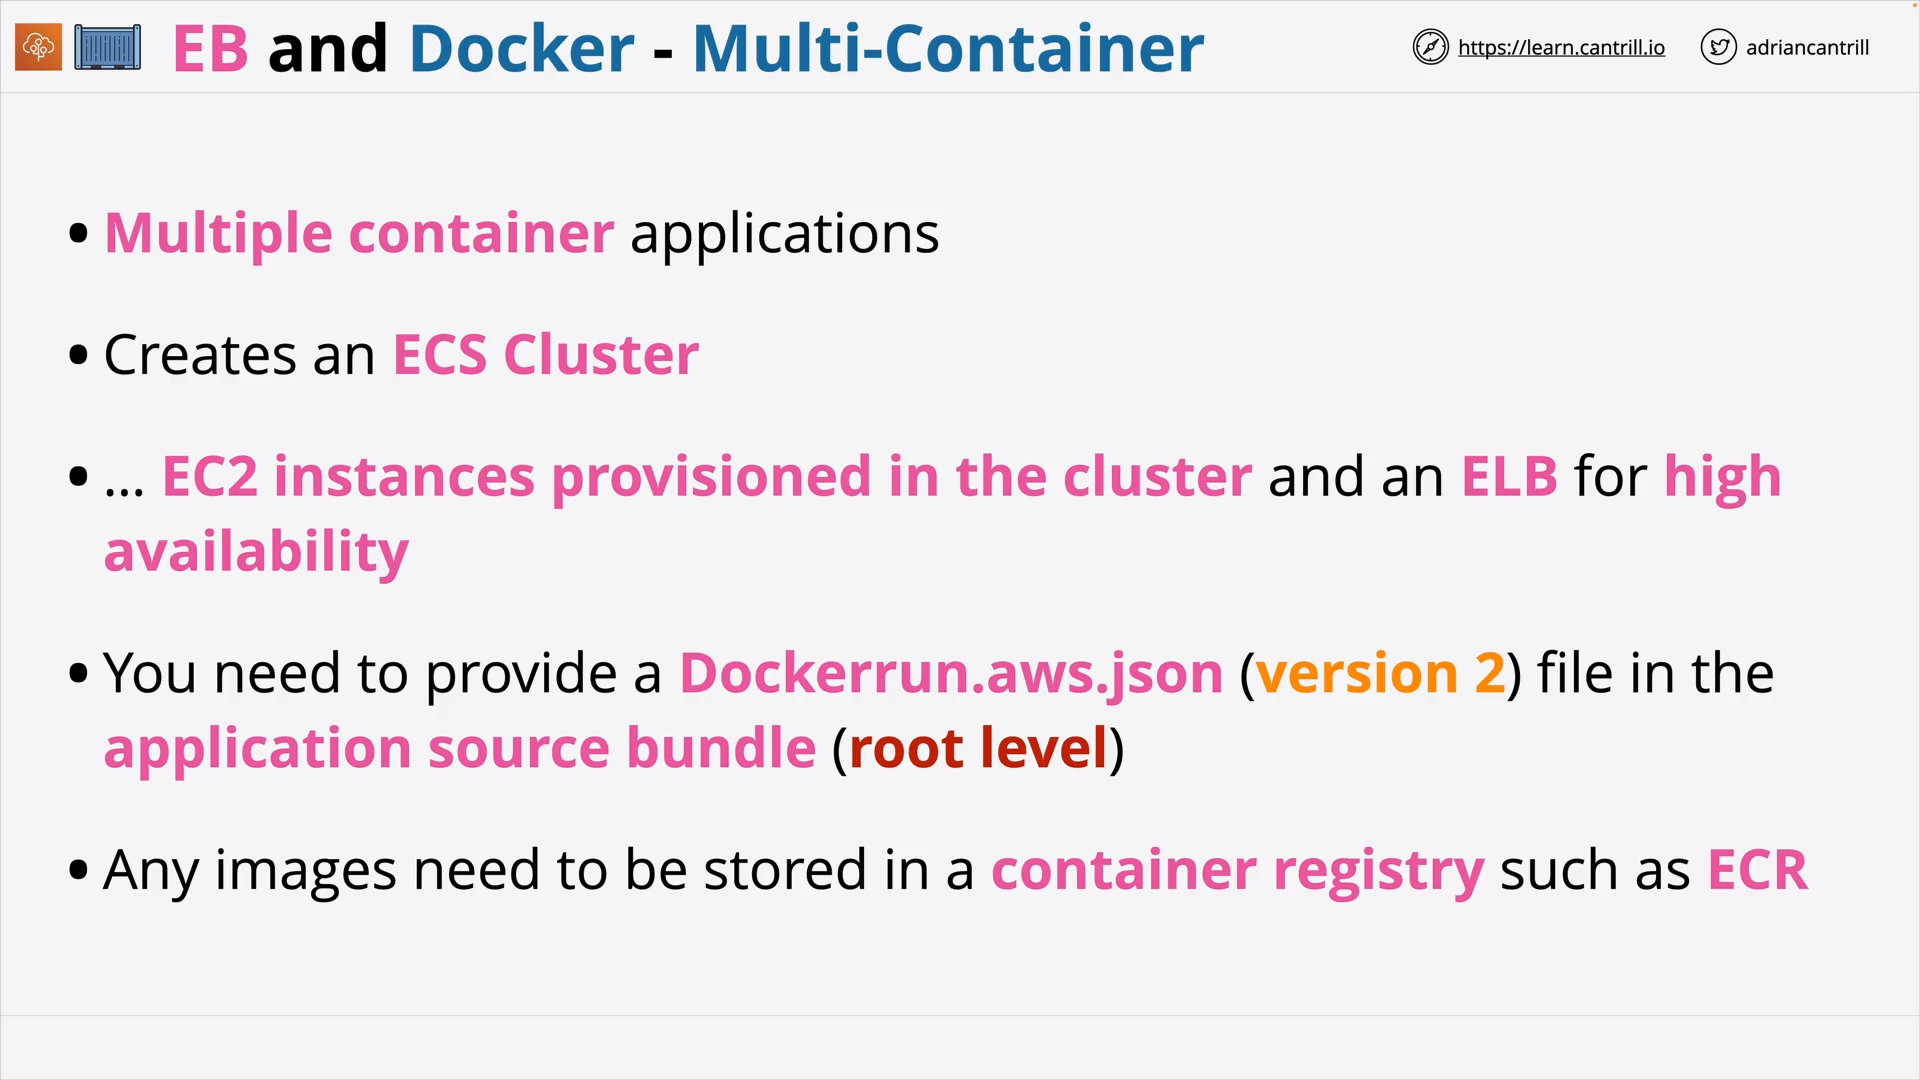 EB and Docker - Multi-Container
https://learn.cantrill.io
adriancantrill
• Multiple container applications
• Creates an ECS Cluster
• ... EC2 instances provisioned in the cluster and an ELB for high
availability
• You need to provide a Dockerrun.aws.json (version 2) file in the
application source bundle (root level)
• Any images need to be stored in a container registry such as ECR